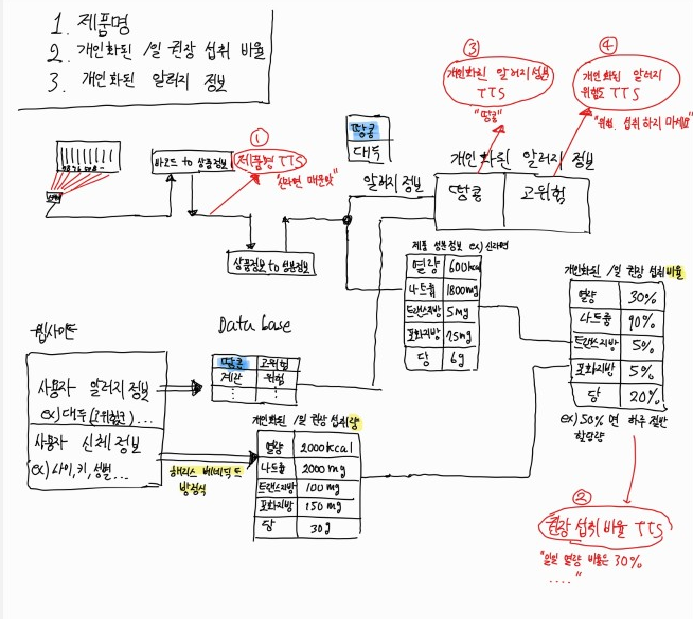 1. 제품명
2. 개인화된 1일 권장 섭취 비율
3. 개인화된 알러지 정보
③
개인화된 알러지 성분
TTS
"땅콩"
④
개인화된 알러지
위험도 TTS
"위험. 섭취 하지 마세요"
바코드 to 상품정보
①
제품명 TTS
"신라면 매운맛"
땅콩
대두
알러지 정보
개인화된 알러지 정보
땅콩 고위험
상품정보 to 성분정보
제품 성분정보 ex) 신라면
열량 600kcal
나트륨 1800mg
트랜스지방 5mg
포화지방 7.5mg
당 6g
개인화된 1일 권장 섭취 비율
열량 30%
나트륨 90%
트랜스지방 5%
포화지방 5%
당 20%
ex) 50%면 하루 절반
할당량
②
권장 섭취 비율 TTS
"일일 열량 비율은 30%
....."
웹사이트
사용자 알러지 정보
ex) 대두(고위험군)...
사용자 신체 정보
ex) 나이, 키, 성별...
Data base
땅콩 고위험
계란 위험
해리스 베네딕트
방정식
개인화된 1일 권장 섭취량
열량 2000kcal
나트륨 2000mg
트랜스지방 100mg
포화지방 150mg
당 30g